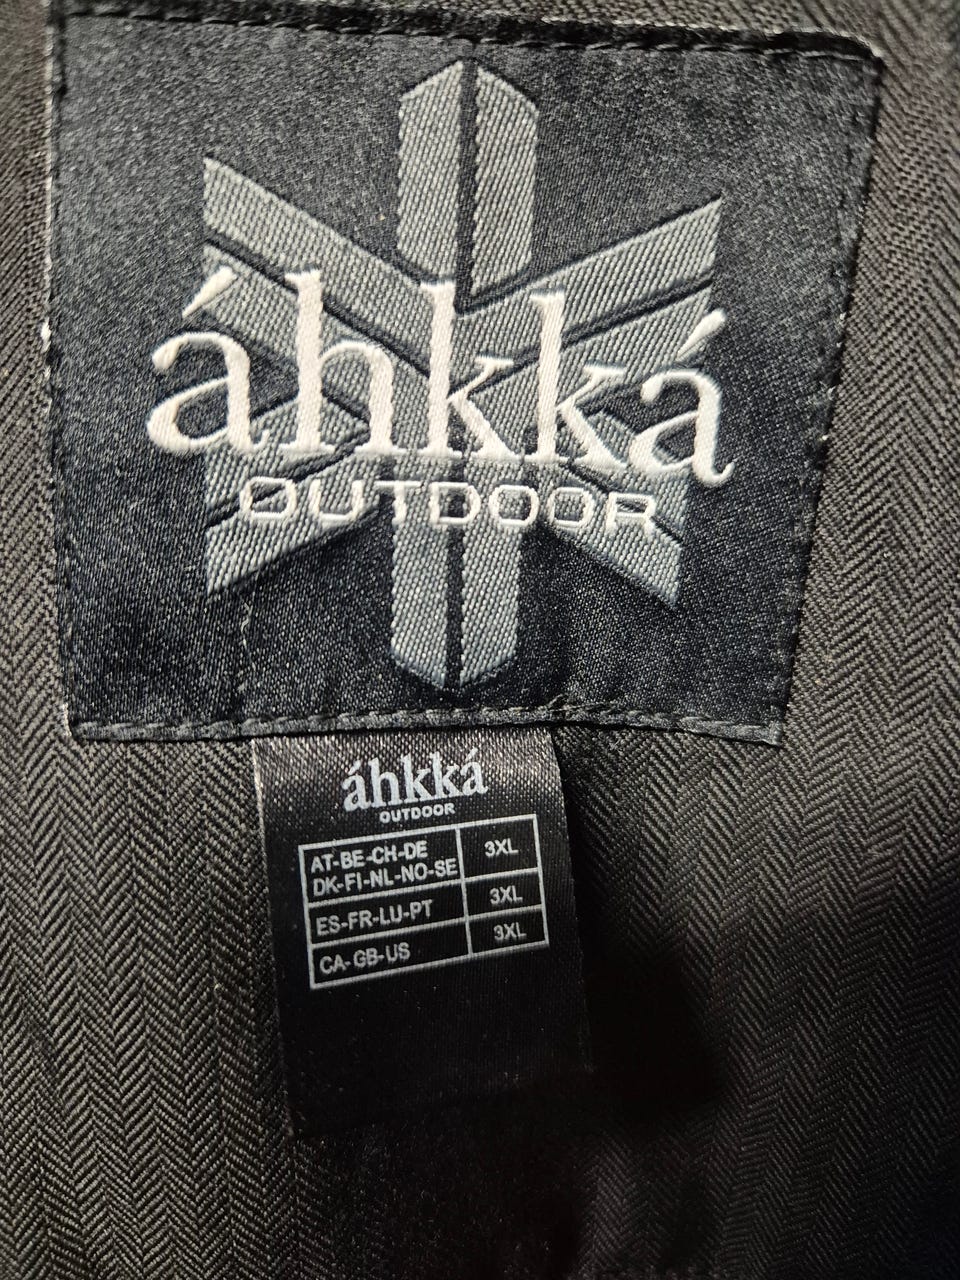 áhkká
OUTDOOR
áhkká
OUTDOOR
AT-BE-CH-DE
DK-FI-NL-NO-SE 3XL
ES-FR-LU-PT 3XL
CA-GB-US 3XL